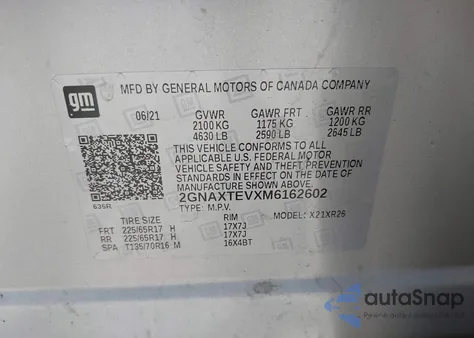 gm
MFD BY GENERAL MOTORS OF CANADA COMPANY
06/21 GVWR GAWR FRT GAWR RR
2100 KG 1175 KG 1200 KG
4630 LB 2590 LB 2645 LB
THIS VEHICLE CONFORMS TO ALL
APPLICABLE U.S. FEDERAL MOTOR
VEHICLE SAFETY AND THEFT PREVENTION
STANDARDS IN EFFECT ON THE DATE OF
MANUFACTURE SHOWN ABOVE.
2GNAXTEVXM6162602
635R
TYPE: M.P.V. MODEL: X21XR26
TIRE SIZE RIM
FRT 225/65R17 H 17X7J
RR 225/65R17 H 17X7J
SPA T135/70R16 M 16X4BT
autoSnap